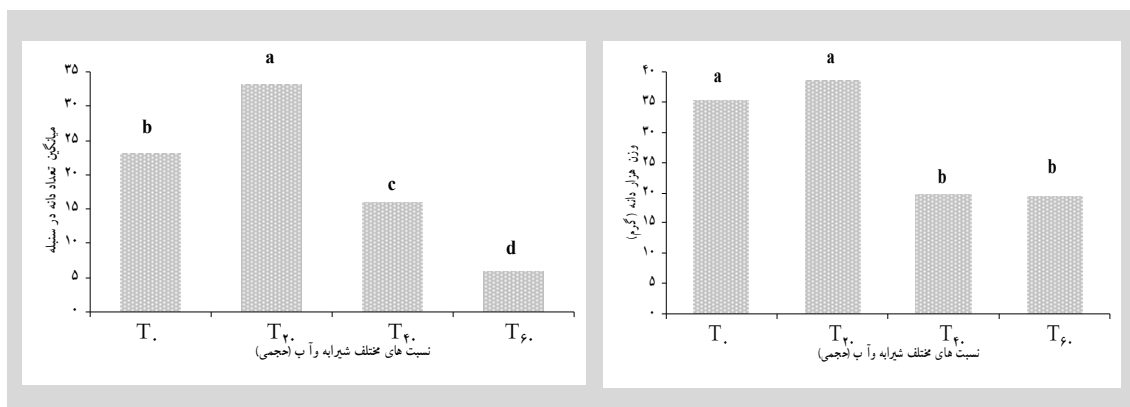 a
b
c
d
۳۵
۳۰
۲۵
۲۰
۱۵
۱۰
۵
۰
میانگین تعداد دانه در سنبله
T۰ T۲۰ T۴۰ T۶۰
نسبت های مختلف شیرابه وآ ب (حجمی)
a
a
b
b
۴۰
۳۵
۳۰
۲۵
۲۰
۱۵
۱۰
۵
۰
وزن هزار دانه (گرم)
T۰ T۲۰ T۴۰ T۶۰
نسبت های مختلف شیرابه وآ ب (حجمی)